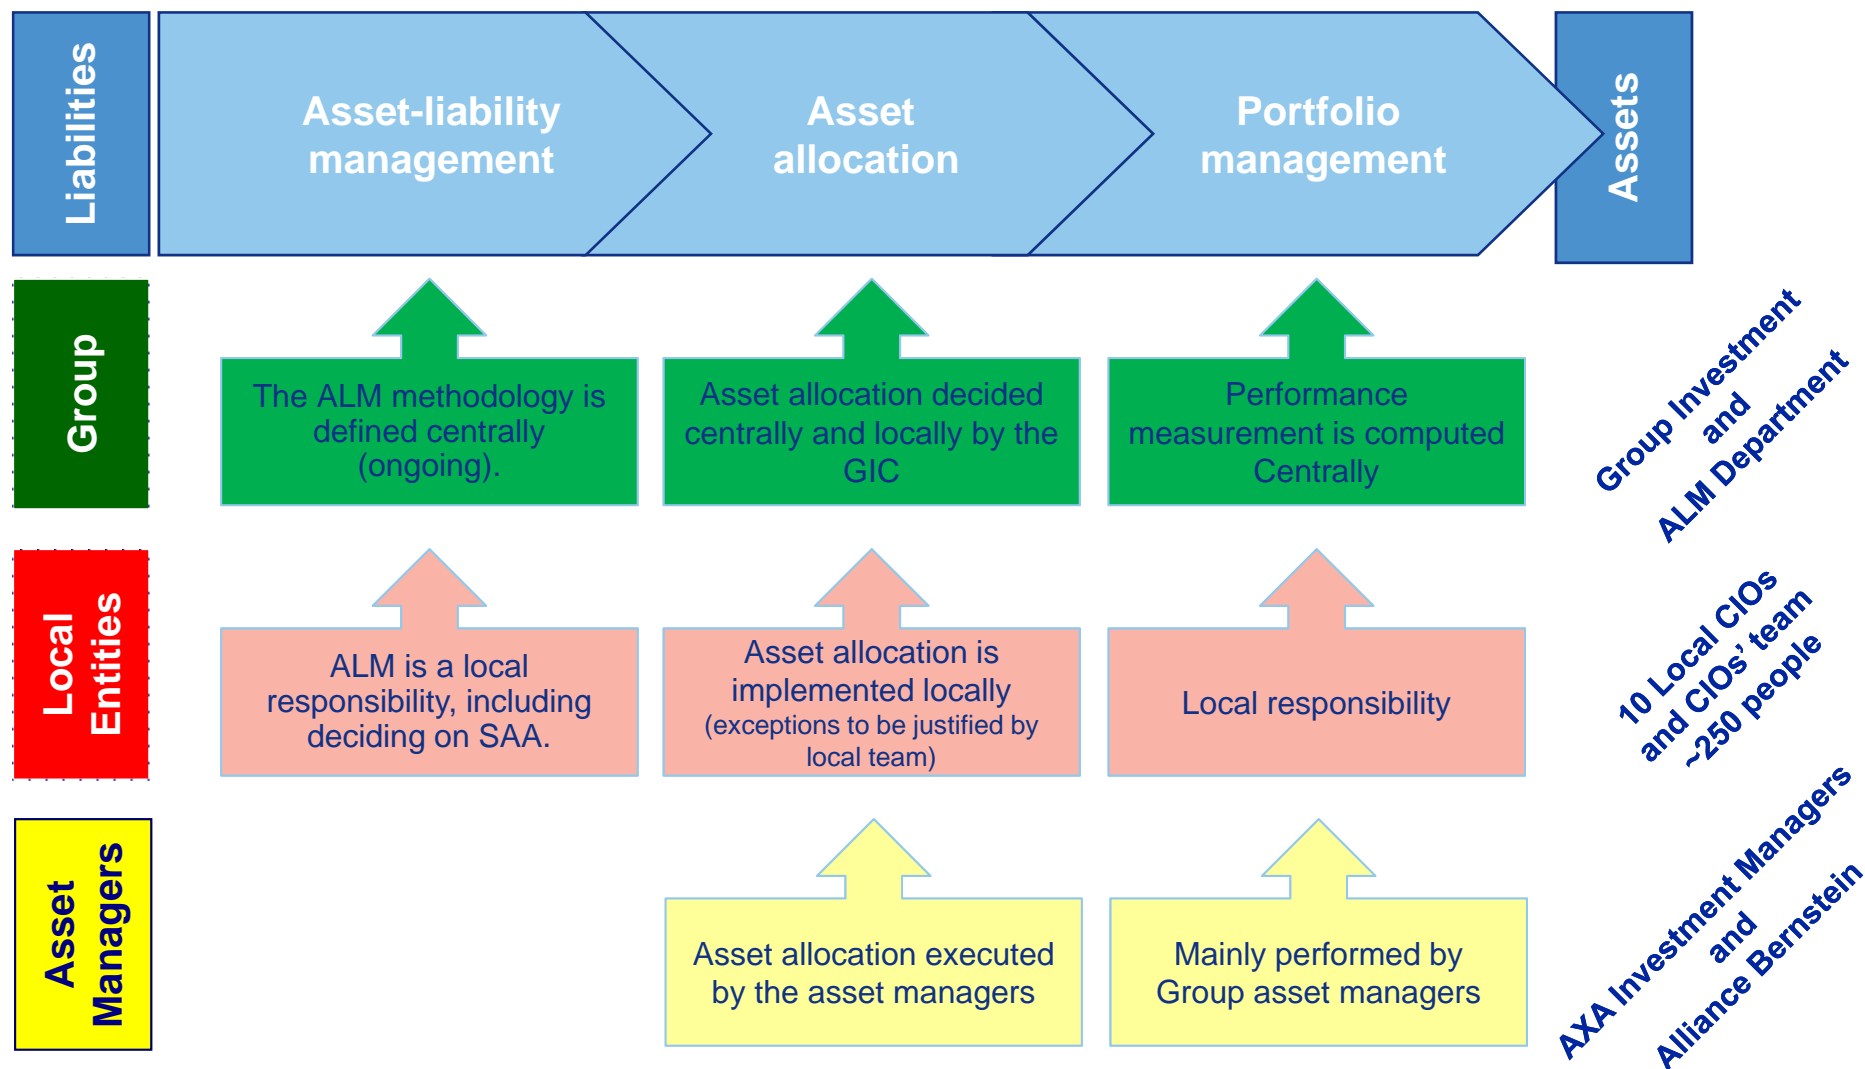 Liabilities
Asset-liability
management
Asset
allocation
Portfolio
management
Assets
Group
The ALM methodology is
defined centrally
(ongoing).
Asset allocation decided
centrally and locally by the
GIC
Performance
measurement is computed
Centrally
Group Investment
and
ALM Department
Local
Entities
ALM is a local
responsibility, including
deciding on SAA.
Asset allocation is
implemented locally
(exceptions to be justified by
local team)
Local responsibility
10 Local CIOs
and CIOs’ team
~250 people
Asset
Managers
Asset allocation executed
by the asset managers
Mainly performed by
Group asset managers
AXA Investment Managers
and
Alliance Bernstein